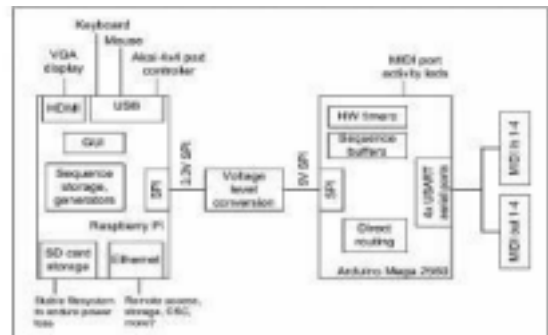 Keyboard
Mouse
VGA
display
Akai 4x4 pad
controller
HDMI
USB
GUI
Sequence
storage,
generators
SPI
Raspberry Pi
SD card
storage
Ethernet
Stable filesystem
to endure power
loss
Remote access,
storage, OSC,
more?
3.3V SPI
Voltage
level
conversion
5V SPI
MIDI port
activity leds
HW timers
Sequence
buffers
SPI
4x USART
serial ports
Direct
routing
Arduino Mega 2560
MIDI in 1-4
MIDI out 1-4